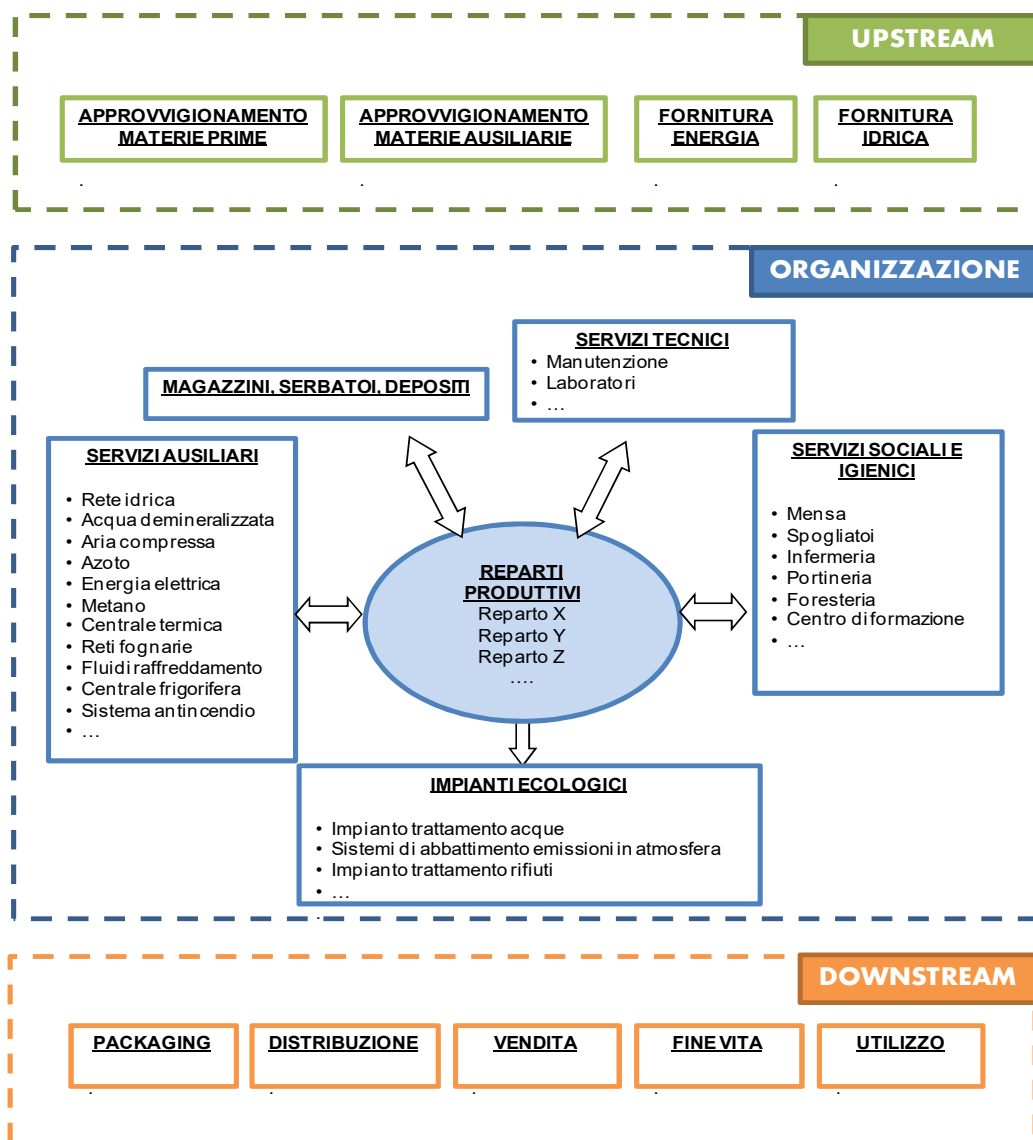 UPSTREAM
APPROVVIGIONAMENTO
MATERIE PRIME
.
APPROVVIGIONAMENTO
MATERIE AUSILIARIE
.
FORNITURA
ENERGIA
.
FORNITURA
IDRICA
.
ORGANIZZAZIONE
MAGAZZINI, SERBATOI, DEPOSITI
SERVIZI TECNICI
• Manutenzione
• Laboratori
• …
SERVIZI AUSILIARI
• Rete idrica
• Acqua demineralizzata
• Aria compressa
• Azoto
• Energia elettrica
• Metano
• Centrale termica
• Reti fognarie
• Fluidi raffreddamento
• Centrale frigorifera
• Sistema antincendio
• …
REPARTI
PRODUTTIVI
Reparto X
Reparto Y
Reparto Z
....
SERVIZI SOCIALI E
IGIENICI
• Mensa
• Spogliatoi
• Infermeria
• Portineria
• Foresteria
• Centro di formazione
• …
IMPIANTI ECOLOGICI
• Impianto trattamento acque
• Sistemi di abbattimento emissioni in atmosfera
• Impianto trattamento rifiuti
• …
.
DOWNSTREAM
PACKAGING
.
DISTRIBUZIONE
.
VENDITA
.
FINE VITA
.
UTILIZZO
.